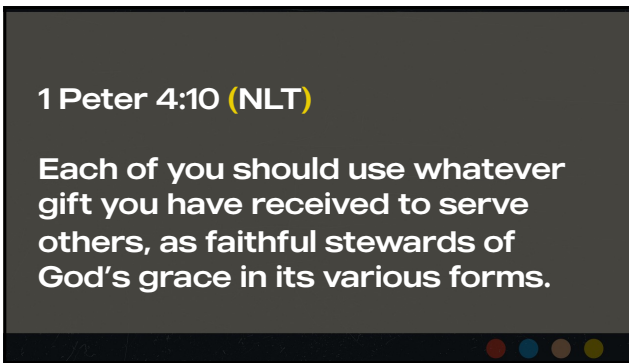 1 Peter 4:10 (NLT)
Each of you should use whatever
gift you have received to serve
others, as faithful stewards of
God’s grace in its various forms.